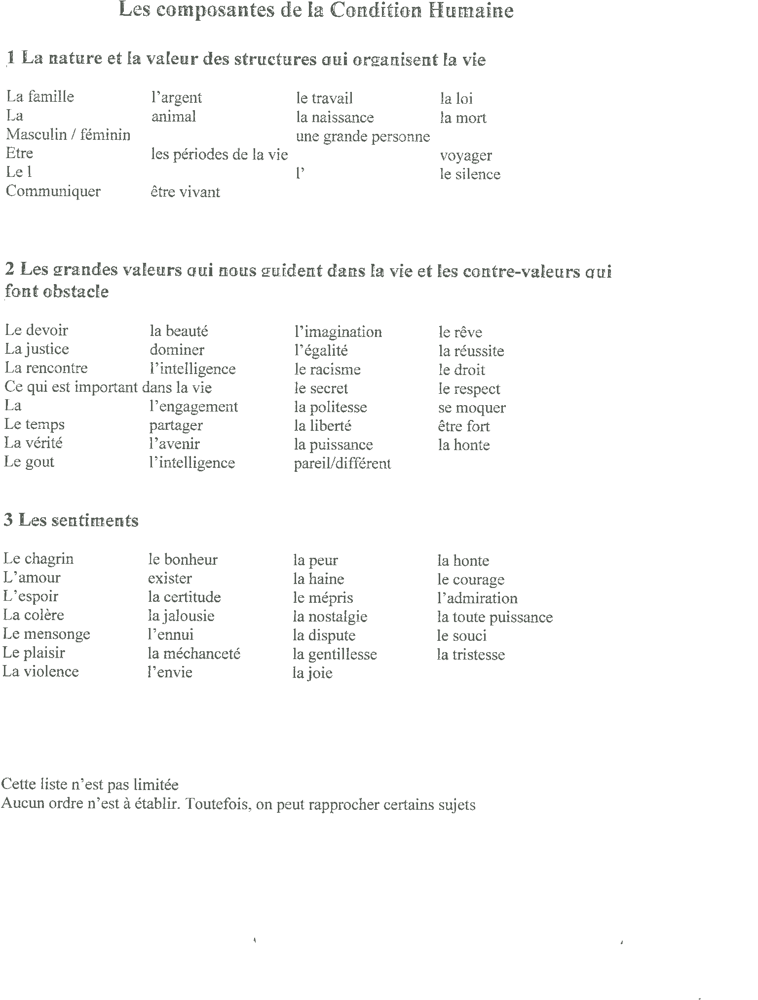 Les composantes de la Condition Humaine
1 La nature et la valeur des structures qui organisent la vie
La famille l’argent le travail la loi
La animal la naissance la mort
Masculin / féminin une grande personne
Etre les périodes de la vie voyager
Le l l’ le silence
Communiquer être vivant
2 Les grandes valeurs qui nous guident dans la vie et les contre-valeurs qui
font obstacle
Le devoir la beauté l’imagination le rêve
La justice dominer l’égalité la réussite
La rencontre l’intelligence le racisme le droit
Ce qui est important dans la vie le secret le respect
La l’engagement la politesse se moquer
Le temps partager la liberté être fort
La vérité l’avenir la puissance la honte
Le gout l’intelligence pareil/différent
3 Les sentiments
Le chagrin le bonheur la peur la honte
L’amour exister la haine le courage
L’espoir la certitude le mépris l’admiration
La colère la jalousie la nostalgie la toute puissance
Le mensonge l’ennui la dispute le souci
Le plaisir la méchanceté la gentillesse la tristesse
La violence l’envie la joie
Cette liste n’est pas limitée
Aucun ordre n’est à établir. Toutefois, on peut rapprocher certains sujets